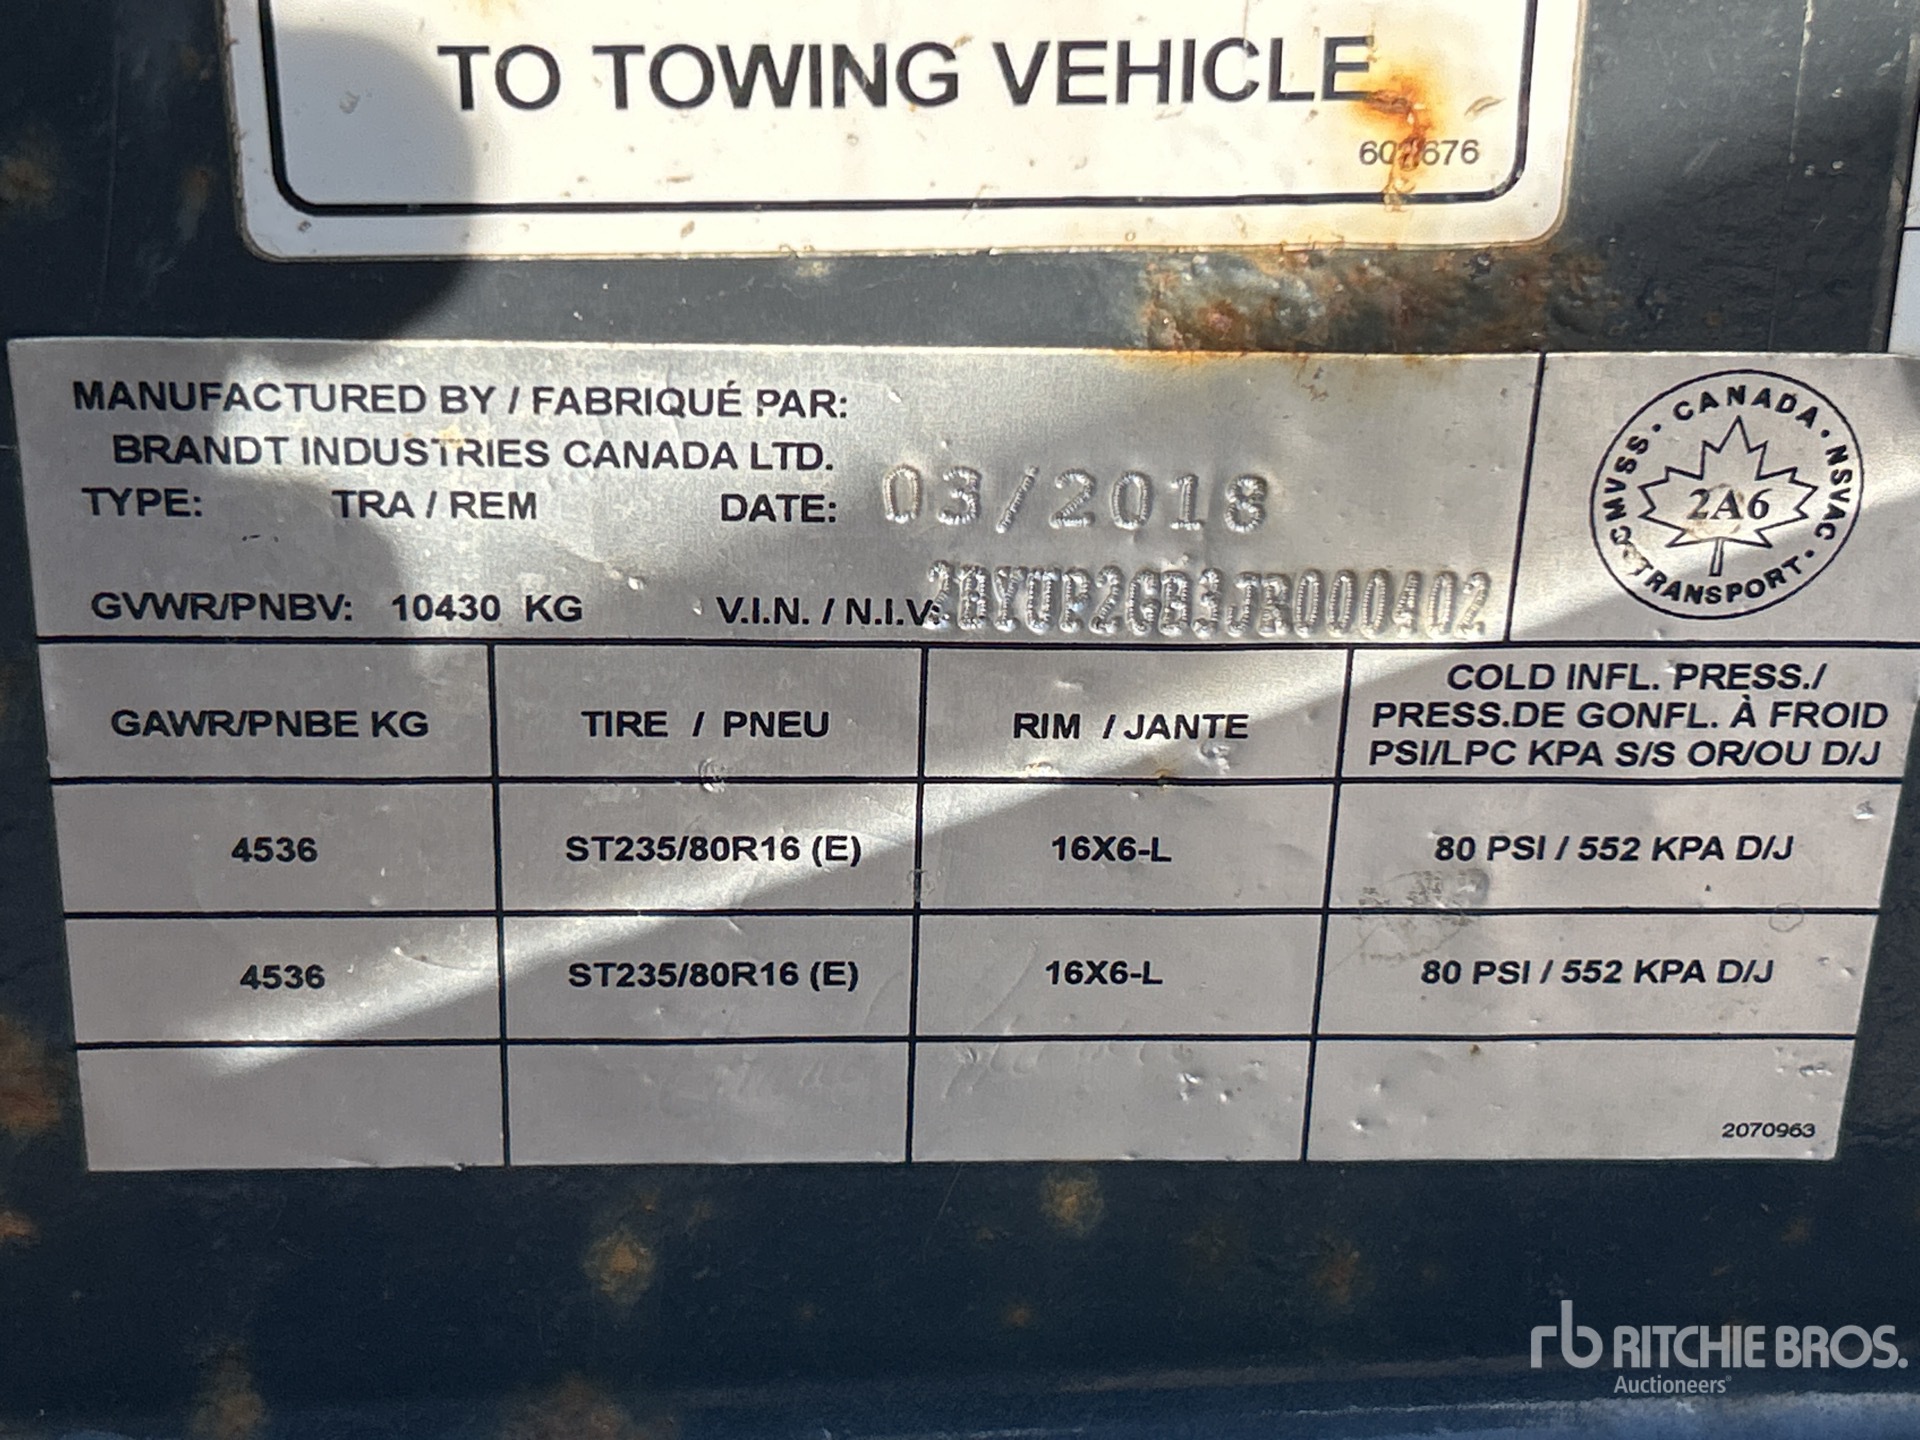 TO TOWING VEHICLE
MANUFACTURED BY / FABRIQUÉ PAR:
BRANDT INDUSTRIES CANADA LTD.
TYPE: TRA / REM DATE: 03/2018
GVWR/PNBV: 10430 KG V.I.N. / N.I.V:
CMVSS · CANADA · NSVAC · TRANSPORT ·
2A6
GAWR/PNBE KG TIRE / PNEU RIM / JANTE COLD INFL. PRESS./
PRESS.DE GONFL. À FROID
PSI/LPC KPA S/S OR/OU D/J
4536 ST235/80R16 (E) 16X6-L 80 PSI / 552 KPA D/J
4536 ST235/80R16 (E) 16X6-L 80 PSI / 552 KPA D/J
2070963
rb RITCHIE BROS.
Auctioneers